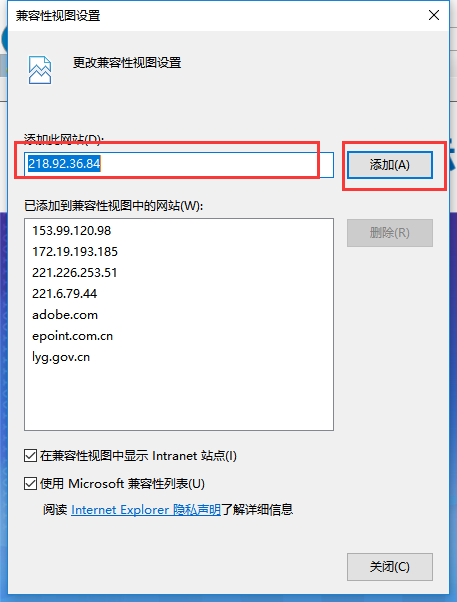 兼容性视图设置
更改兼容性视图设置
添加此网站(D):
218.92.36.84
添加(A)
已添加到兼容性视图中的网站(W):
153.99.120.98
删除(R)
172.19.193.185
221.226.253.51
221.6.79.44
adobe.com
epoint.com.cn
lyg.gov.cn
在兼容性视图中显示 Intranet 站点(I)
使用 Microsoft 兼容性列表(U)
阅读 Internet Explorer 隐私声明了解详细信息
关闭(C)